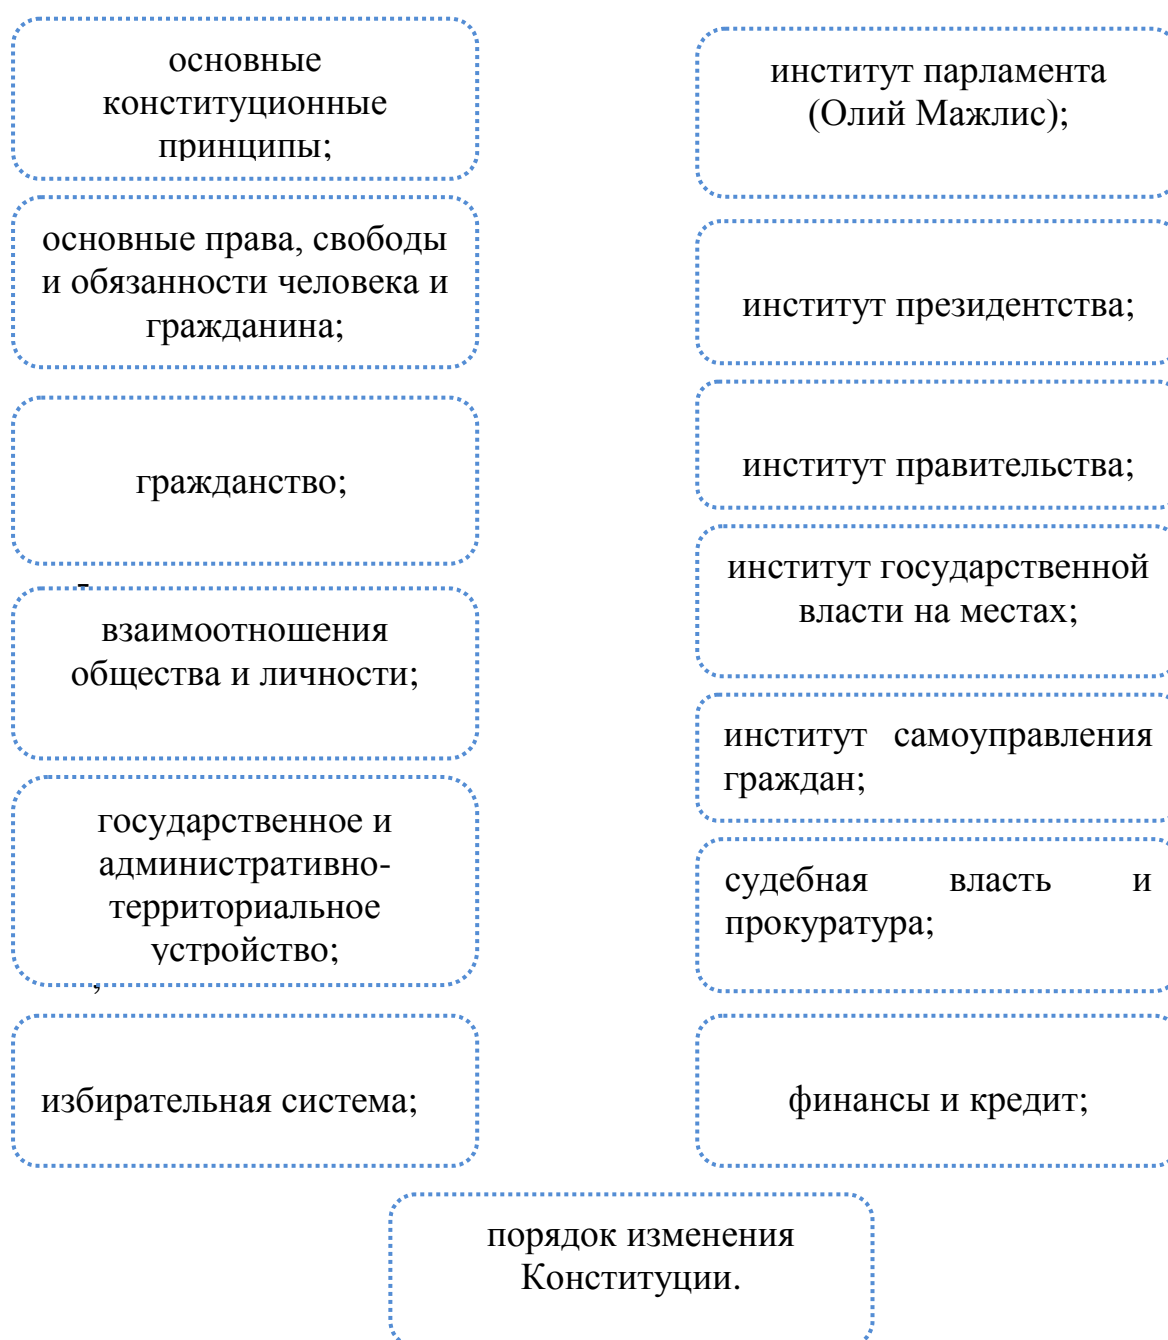 основные
конституционные
принципы;
основные права, свободы
и обязанности человека и
гражданина;
гражданство;
взаимоотношения
общества и личности;
государственное и
административно-
территориальное
устройство;
избирательная система;
институт парламента
(Олий Мажлис);
институт президентства;
институт правительства;
институт государственной
власти на местах;
институт самоуправления
граждан;
судебная власть и
прокуратура;
финансы и кредит;
порядок изменения
Конституции.